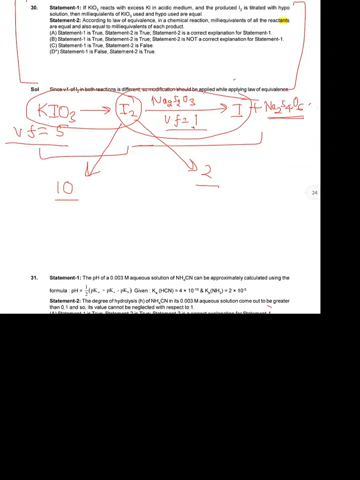 30. Statement-1: If KIO₃ reacts with excess KI in acidic medium, and the produced I₂ is titrated with hypo
solution, then milliequivalents of KIO₃ used and hypo used are equal.
Statement-2: According to law of equivalence, in a chemical reaction, milliequivalents of all the reactants
are equal and also equal to milliequivalents of each product.
(A) Statement-1 is True, Statement-2 is True; Statement-2 is a correct explanation for Statement-1.
(B) Statement-1 is True, Statement-2 is True; Statement-2 is NOT a correct explanation for Statement-1.
(C) Statement-1 is True, Statement-2 is False.
(D*) Statement-1 is False, Statement-2 is True.
Sol Since v.f. of I₂ in both reactions is different, so modification should be applied while applying law of equivalence.
KIO₃ → I₂ Na₂S₂O₃ → I + Na₂S₄O₆
vf = 5 vf = 1
10 2
24
31. Statement-1: The pH of a 0.003 M aqueous solution of NH₄CN can be approximately calculated using the
formula : pH = 1/2 (pKw + pKa - pKb) Given : Ka (HCN) = 4 × 10⁻¹⁰ & Kb(NH₃) = 2 × 10⁻⁵
Statement-2: The degree of hydrolysis (h) of NH₄CN in its 0.003 M aqueous solution come out to be greater
than 0.1 and so, its value cannot be neglected with respect to 1.